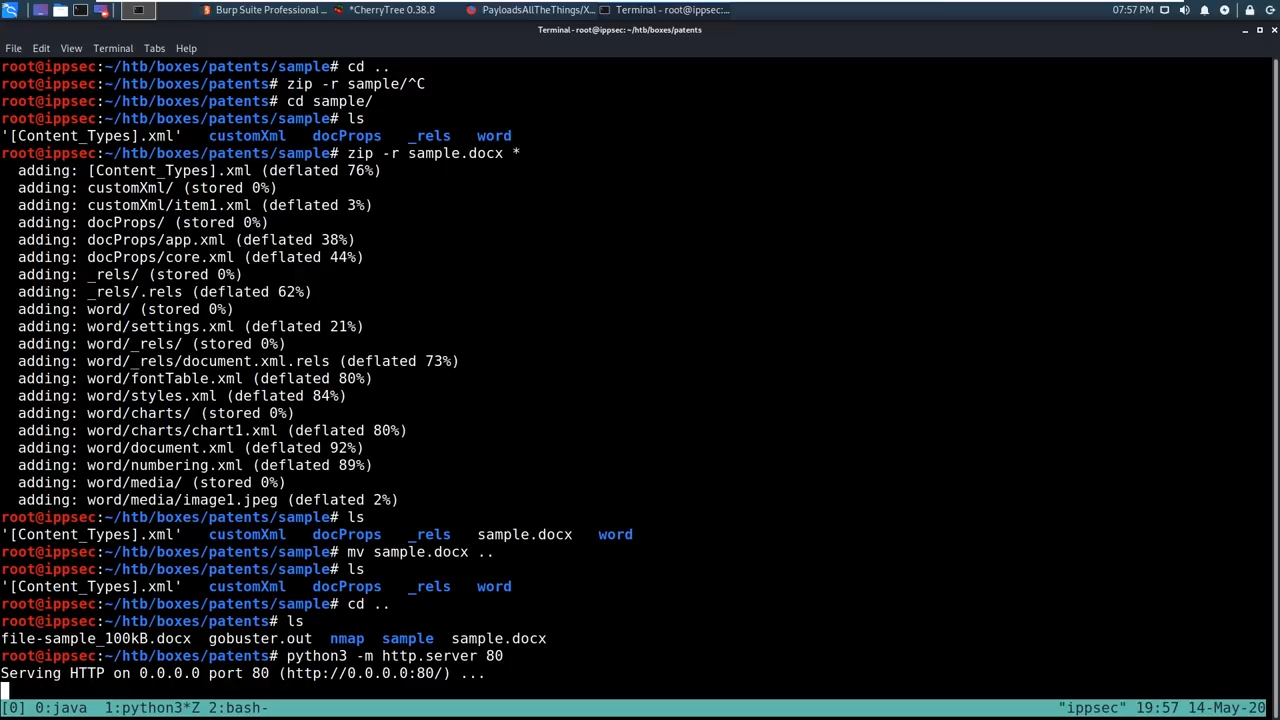 Burp Suite Professional ... *CherryTree 0.38.8 PayloadsAllTheThings/X... Terminal - root@ippsec:... 07:57 PM
Terminal - root@ippsec: ~/htb/boxes/patents
File Edit View Terminal Tabs Help
root@ippsec:~/htb/boxes/patents/sample# cd ..
root@ippsec:~/htb/boxes/patents# zip -r sample/^C
root@ippsec:~/htb/boxes/patents# cd sample/
root@ippsec:~/htb/boxes/patents/sample# ls
'[Content_Types].xml' customXml docProps _rels word
root@ippsec:~/htb/boxes/patents/sample# zip -r sample.docx *
adding: [Content_Types].xml (deflated 76%)
adding: customXml/ (stored 0%)
adding: customXml/item1.xml (deflated 3%)
adding: docProps/ (stored 0%)
adding: docProps/app.xml (deflated 38%)
adding: docProps/core.xml (deflated 44%)
adding: _rels/ (stored 0%)
adding: _rels/.rels (deflated 62%)
adding: word/ (stored 0%)
adding: word/settings.xml (deflated 21%)
adding: word/_rels/ (stored 0%)
adding: word/_rels/document.xml.rels (deflated 73%)
adding: word/fontTable.xml (deflated 80%)
adding: word/styles.xml (deflated 84%)
adding: word/charts/ (stored 0%)
adding: word/charts/chart1.xml (deflated 80%)
adding: word/document.xml (deflated 92%)
adding: word/numbering.xml (deflated 89%)
adding: word/media/ (stored 0%)
adding: word/media/image1.jpeg (deflated 2%)
root@ippsec:~/htb/boxes/patents/sample# ls
'[Content_Types].xml' customXml docProps _rels sample.docx word
root@ippsec:~/htb/boxes/patents/sample# mv sample.docx ..
root@ippsec:~/htb/boxes/patents/sample# ls
'[Content_Types].xml' customXml docProps _rels word
root@ippsec:~/htb/boxes/patents/sample# cd ..
root@ippsec:~/htb/boxes/patents# ls
file-sample_100kB.docx gobuster.out nmap sample sample.docx
root@ippsec:~/htb/boxes/patents# python3 -m http.server 80
Serving HTTP on 0.0.0.0 port 80 (http://0.0.0.0:80/) ...
[0] 0:java 1:python3*Z 2:bash- "ippsec" 19:57 14-May-20